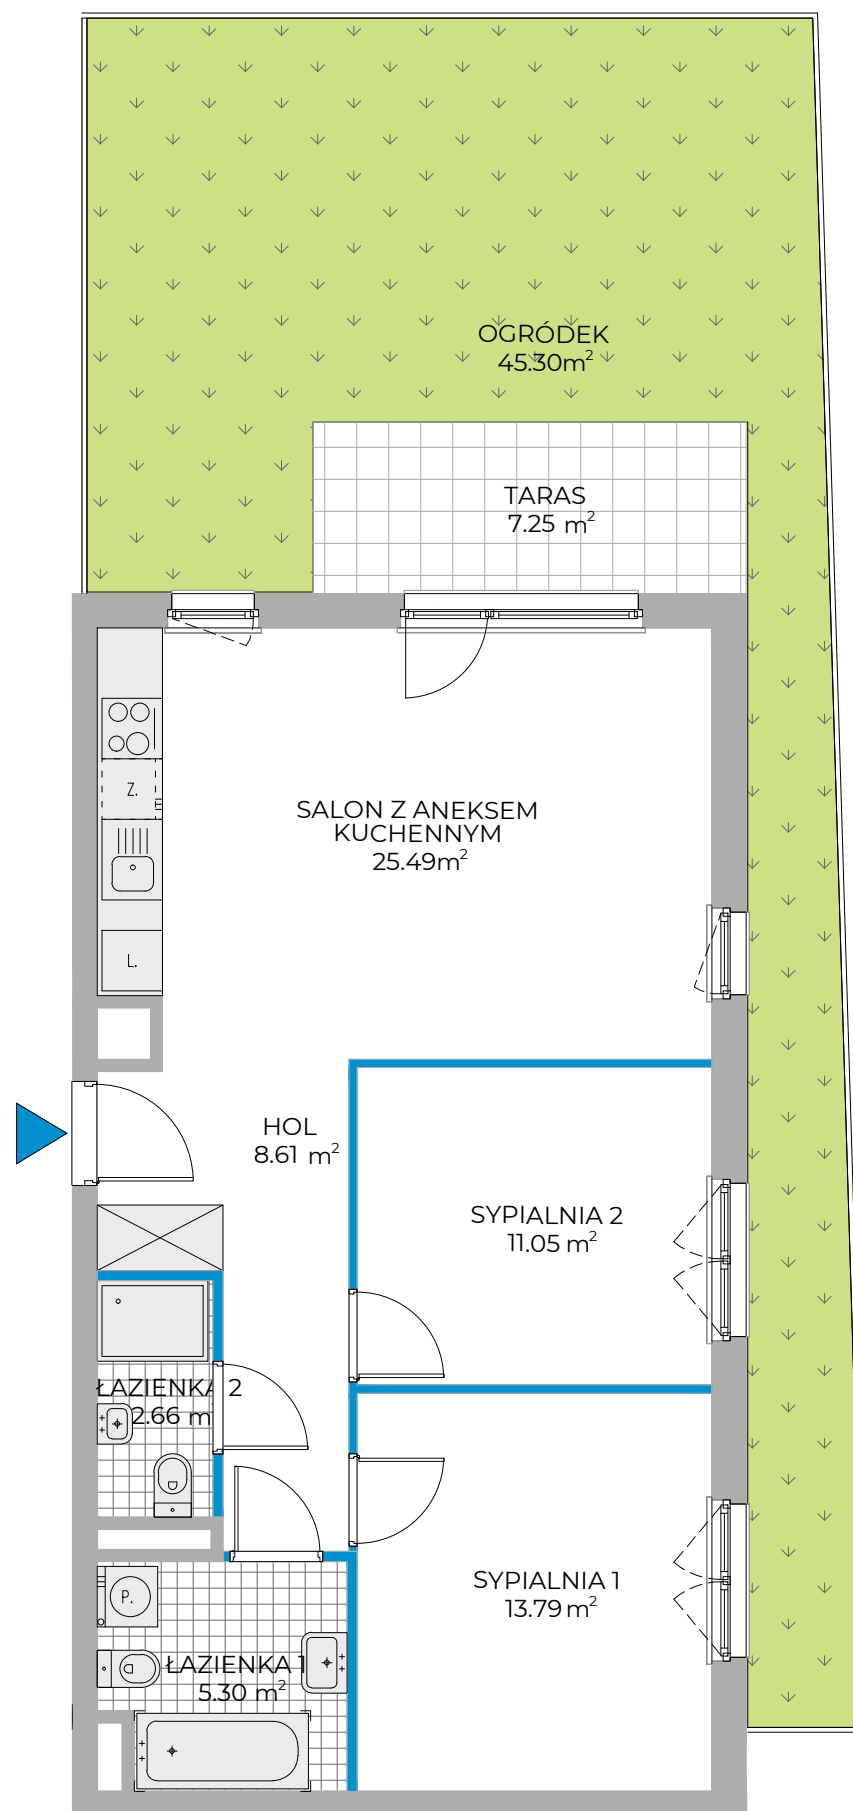 OGRÓDEK
45.30m²
TARAS
7.25 m²
Z.
SALON Z ANEKSEM
KUCHENNYM
25.49m²
L.
HOL
8.61 m²
SYPIALNIA 2
11.05 m²
ŁAZIENKA 2
2.66 m
SYPIALNIA 1
13.79 m²
P.
ŁAZIENKA 1
5.30 m²